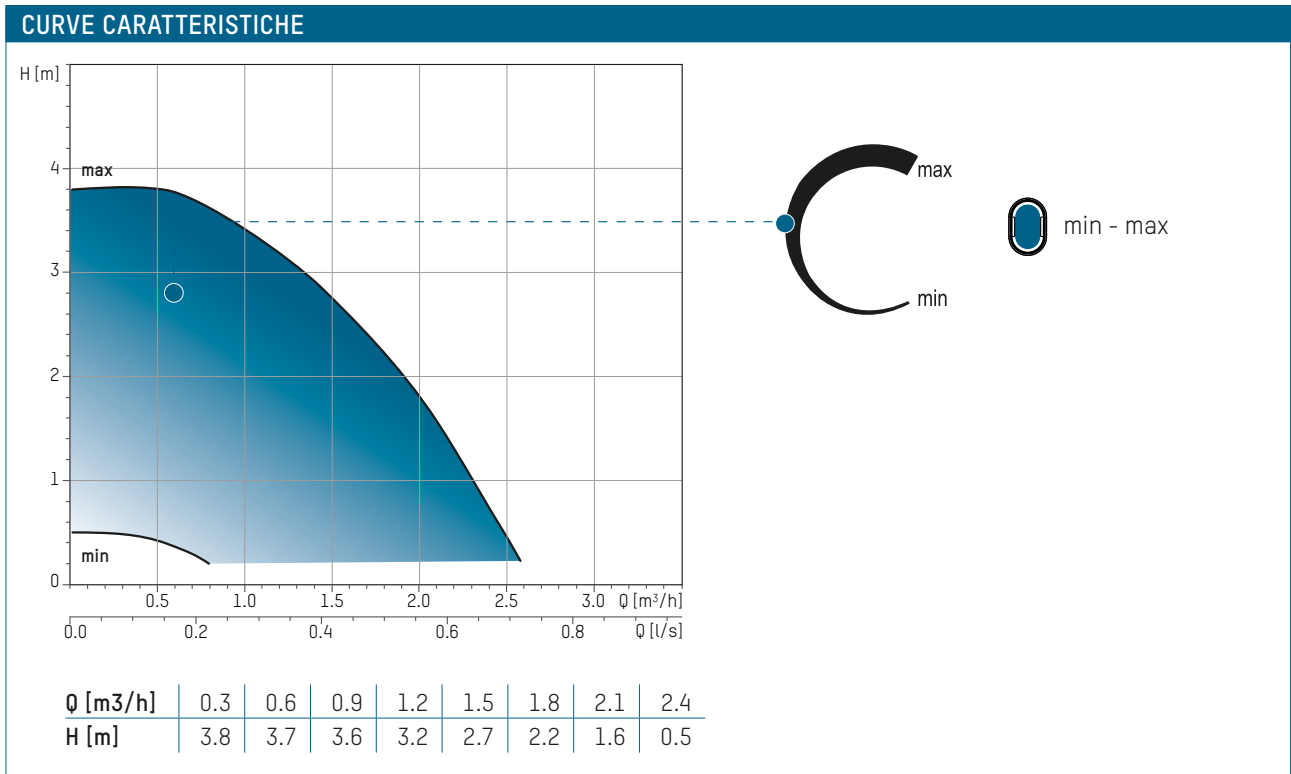 CURVE CARATTERISTICHE
H [m]
4
max
3
2
1
min
0
0.5 1.0 1.5 2.0 2.5 3.0 Q [m³/h]
0.0 0.2 0.4 0.6 0.8 Q [l/s]
max
min
min - max
Q [m3/h] 0.3 0.6 0.9 1.2 1.5 1.8 2.1 2.4
H [m] 3.8 3.7 3.6 3.2 2.7 2.2 1.6 0.5